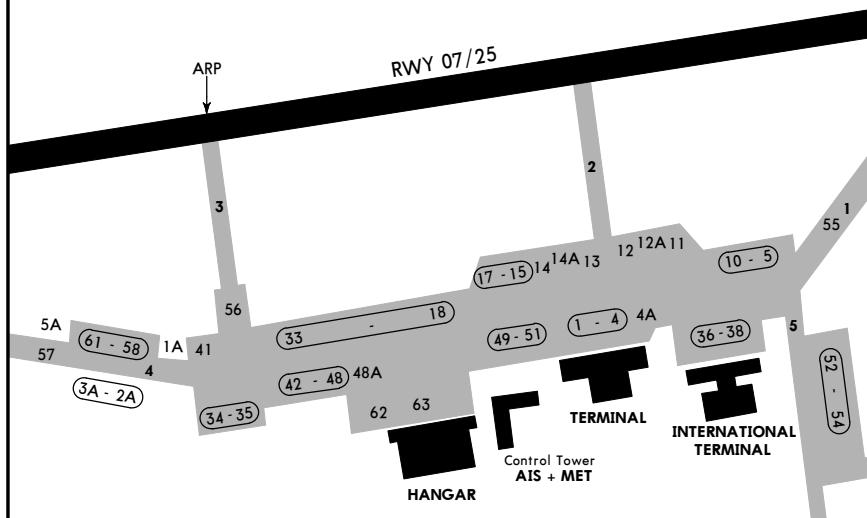 RWY 07/25
ARP
2
3
1
55
12A 11
12
14A 13
14
17 - 15
10 - 5
56
33 - 18
4A
1 - 4
49 - 51
36 - 38
5
5A
61 - 58
1A
41
57
4
3A - 2A
42 - 48
48A
34 - 35
62
63
52 - 54
TERMINAL
INTERNATIONAL
TERMINAL
Control Tower
AIS + MET
HANGAR